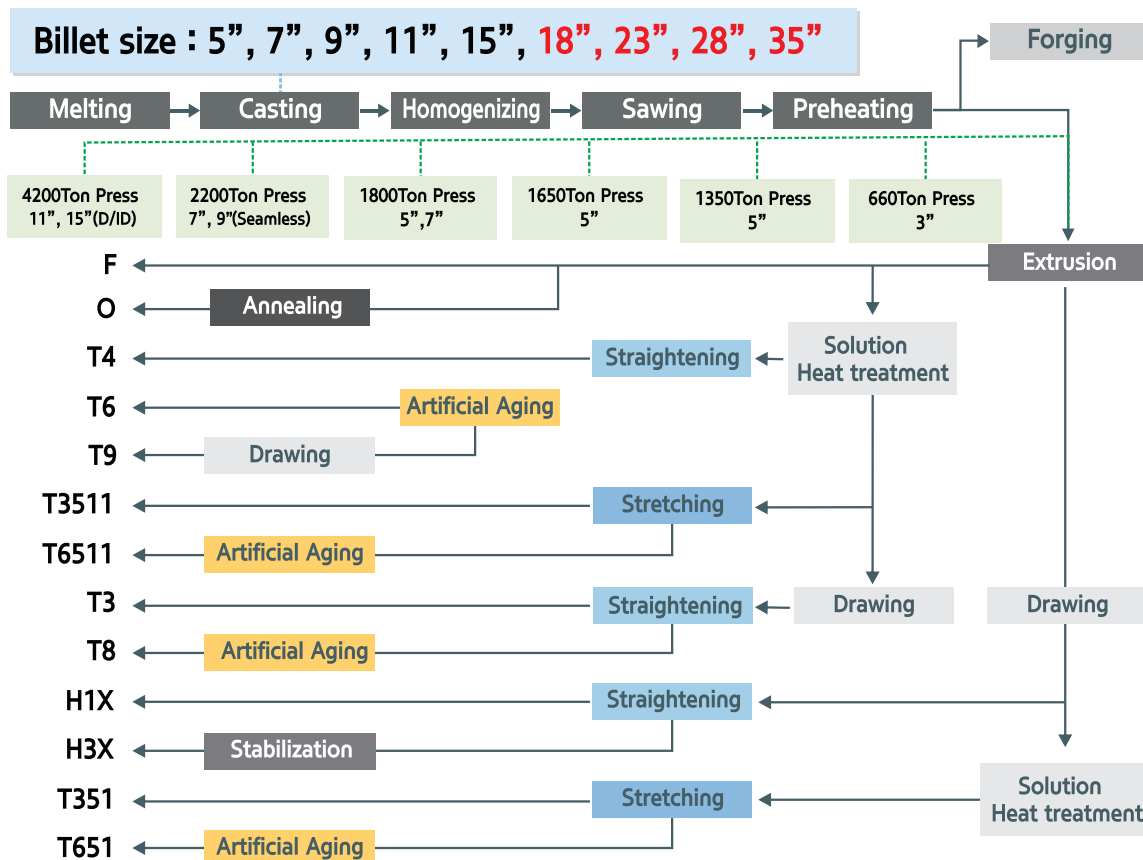 Billet size : 5”, 7”, 9”, 11”, 15”, 18”, 23”, 28”, 35”
Forging
Melting
Casting
Homogenizing
Sawing
Preheating
4200Ton Press
11”, 15”(D/ID)
2200Ton Press
7”, 9”(Seamless)
1800Ton Press
5”,7”
1650Ton Press
5”
1350Ton Press
5”
660Ton Press
3”
F
Extrusion
O
Annealing
T4
Straightening
Solution
Heat treatment
T6
Artificial Aging
T9
Drawing
T3511
Stretching
T6511
Artificial Aging
T3
Straightening
Drawing
Drawing
T8
Artificial Aging
H1X
Straightening
H3X
Stabilization
T351
Stretching
Solution
Heat treatment
T651
Artificial Aging